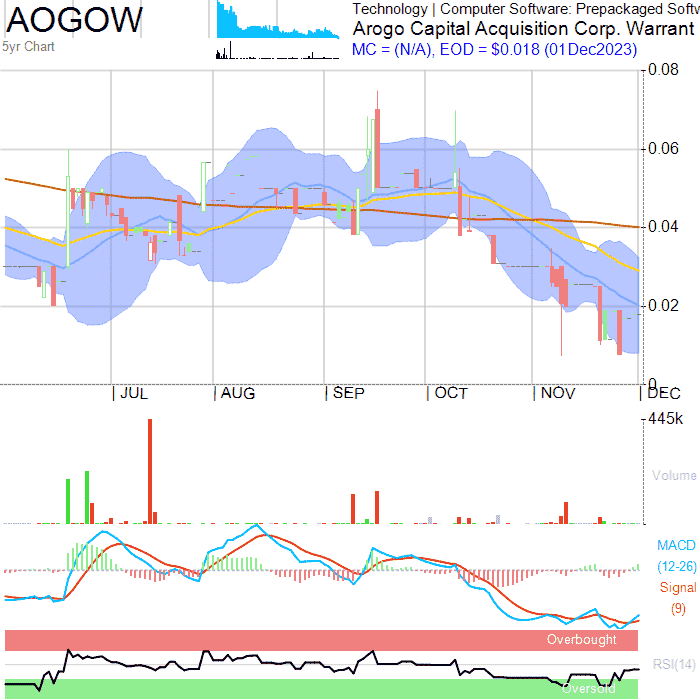 AOGOW
5yr Chart
Technology | Computer Software: Prepackaged Softw
Arogo Capital Acquisition Corp. Warrant
MC = (N/A), EOD = $0.018 (01Dec2023)
0.08
0.06
0.04
0.02
0
JUL
AUG
SEP
OCT
NOV
DEC
445k
Volume
MACD
(12-26)
Signal
(9)
Overbought
RSI(14)
Oversold